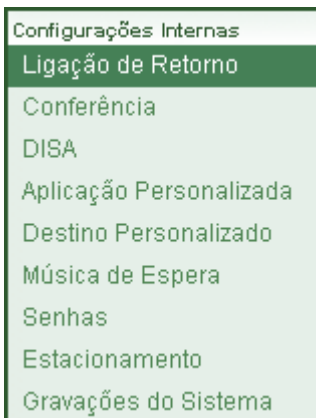 Configurações Internas
Ligação de Retorno
Conferência
DISA
Aplicação Personalizada
Destino Personalizado
Música de Espera
Senhas
Estacionamento
Gravações do Sistema